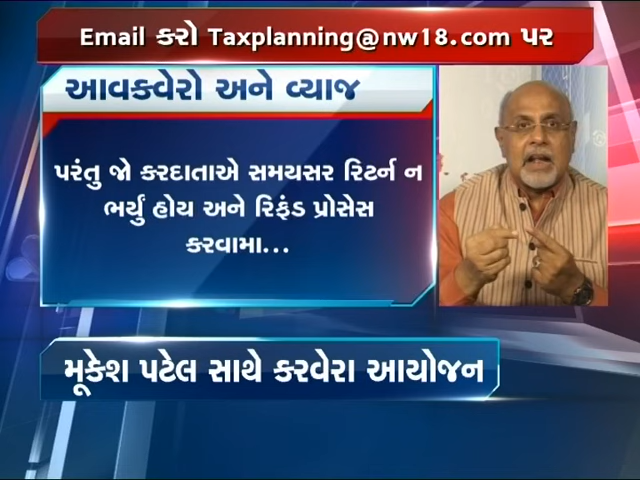 Email કરો Taxplanning@nw18.com પર
આવકવેરો અને વ્યાજ
પરંતુ જો કરદાતાએ સમયસર રિટર્ન ન
ભર્યું હોય અને રિફંડ પ્રોસેસ
કરવામા...
મૂકેશ પટેલ સાથે કરવેરા આયોજન